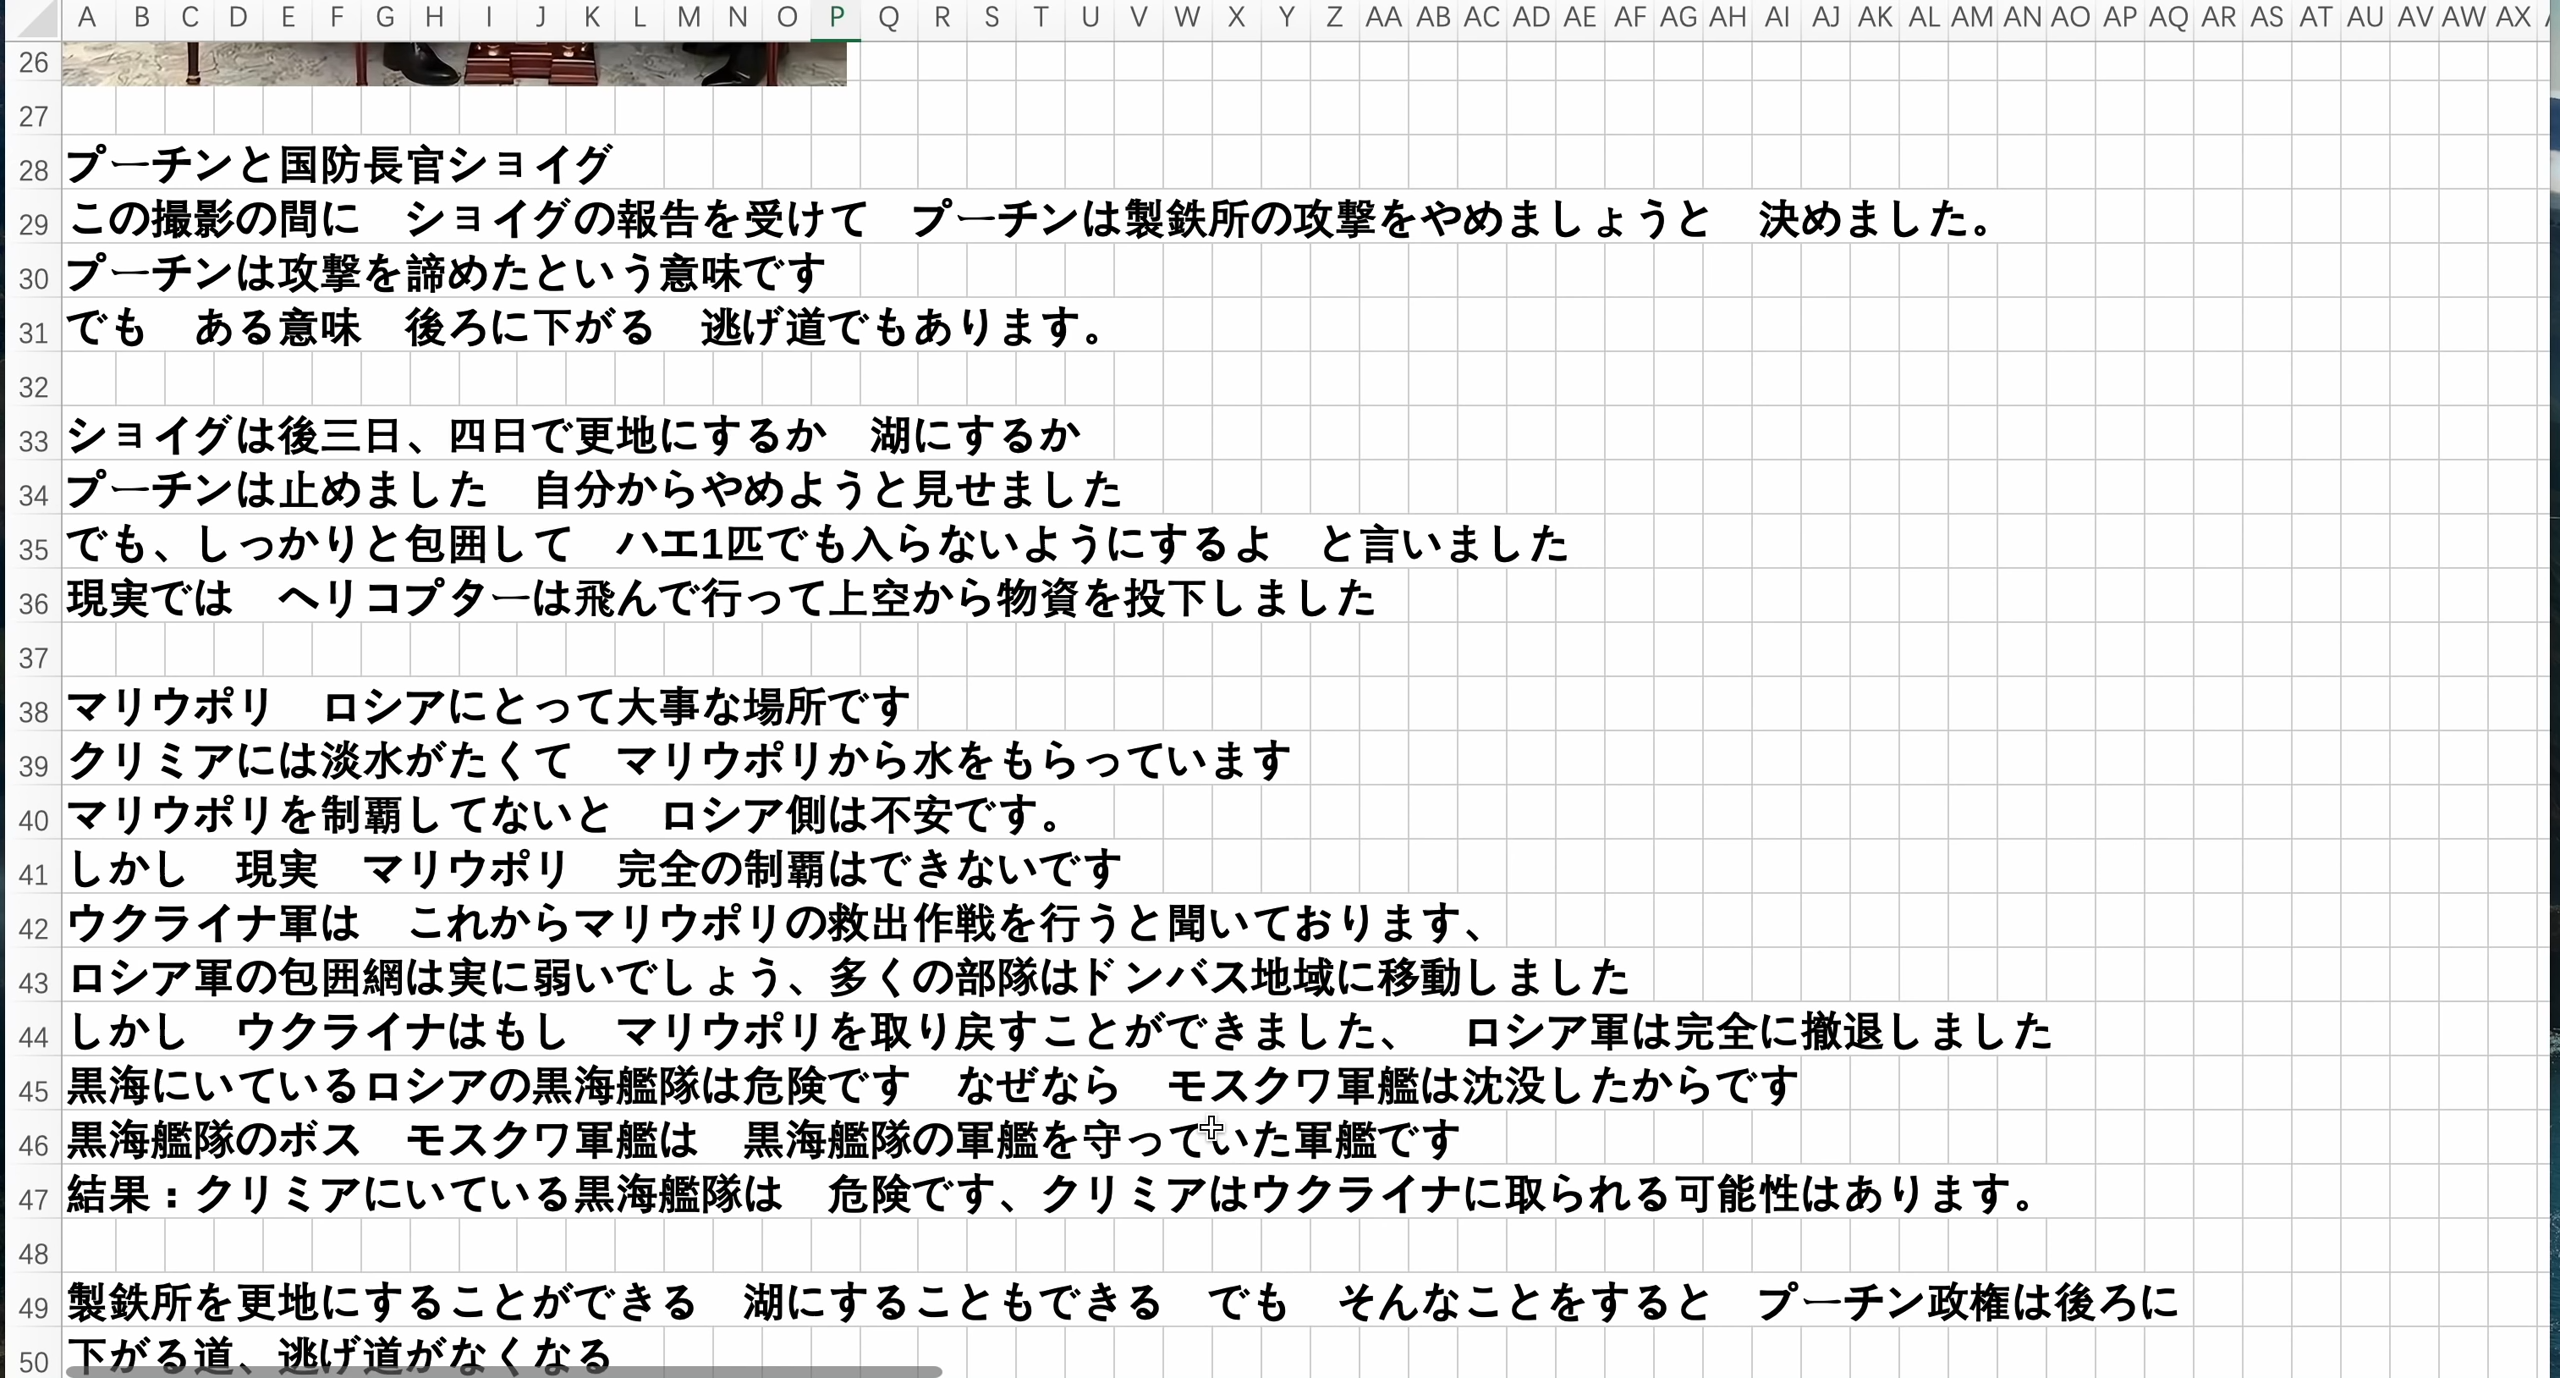 A B C D E F G H I J K L M N O P Q R S T U V W X Y Z AA AB AC AD AE AF AG AH AI AJ AK AL AM AN AO AP AQ AR AS AT AU AV AW AX
26
27
28 プーチンと国防長官ショイグ
29 この撮影の間に　ショイグの報告を受けて　プーチンは製鉄所の攻撃をやめましょうと　決めました。
30 プーチンは攻撃を諦めたという意味です
31 でも　ある意味　後ろに下がる　逃げ道でもあります。
32
33 ショイグは後三日、四日で更地にするか　湖にするか
34 プーチンは止めました　自分からやめようと見せました
35 でも、しっかりと包囲して　ハエ1匹でも入らないようにするよ　と言いました
36 現実では　ヘリコプターは飛んで行って上空から物資を投下しました
37
38 マリウポリ　ロシアにとって大事な場所です
39 クリミアには淡水がたくて　マリウポリから水をもらっています
40 マリウポリを制覇してないと　ロシア側は不安です。
41 しかし　現実　マリウポリ　完全の制覇はできないです
42 ウクライナ軍は　これからマリウポリの救出作戦を行うと聞いております、
43 ロシア軍の包囲網は実に弱いでしょう、多くの部隊はドンバス地域に移動しました
44 しかし　ウクライナはもし　マリウポリを取り戻すことができました、　ロシア軍は完全に撤退しました
45 黒海にいているロシアの黒海艦隊は危険です　なぜなら　モスクワ軍艦は沈没したからです
46 黒海艦隊のボス　モスクワ軍艦は　黒海艦隊の軍艦を守っていた軍艦です
47 結果：クリミアにいている黒海艦隊は　危険です、クリミアはウクライナに取られる可能性はあります。
48
49 製鉄所を更地にすることができる　湖にすることもできる　でも　そんなことをすると　プーチン政権は後ろに
50 下がる道、逃げ道がなくなる